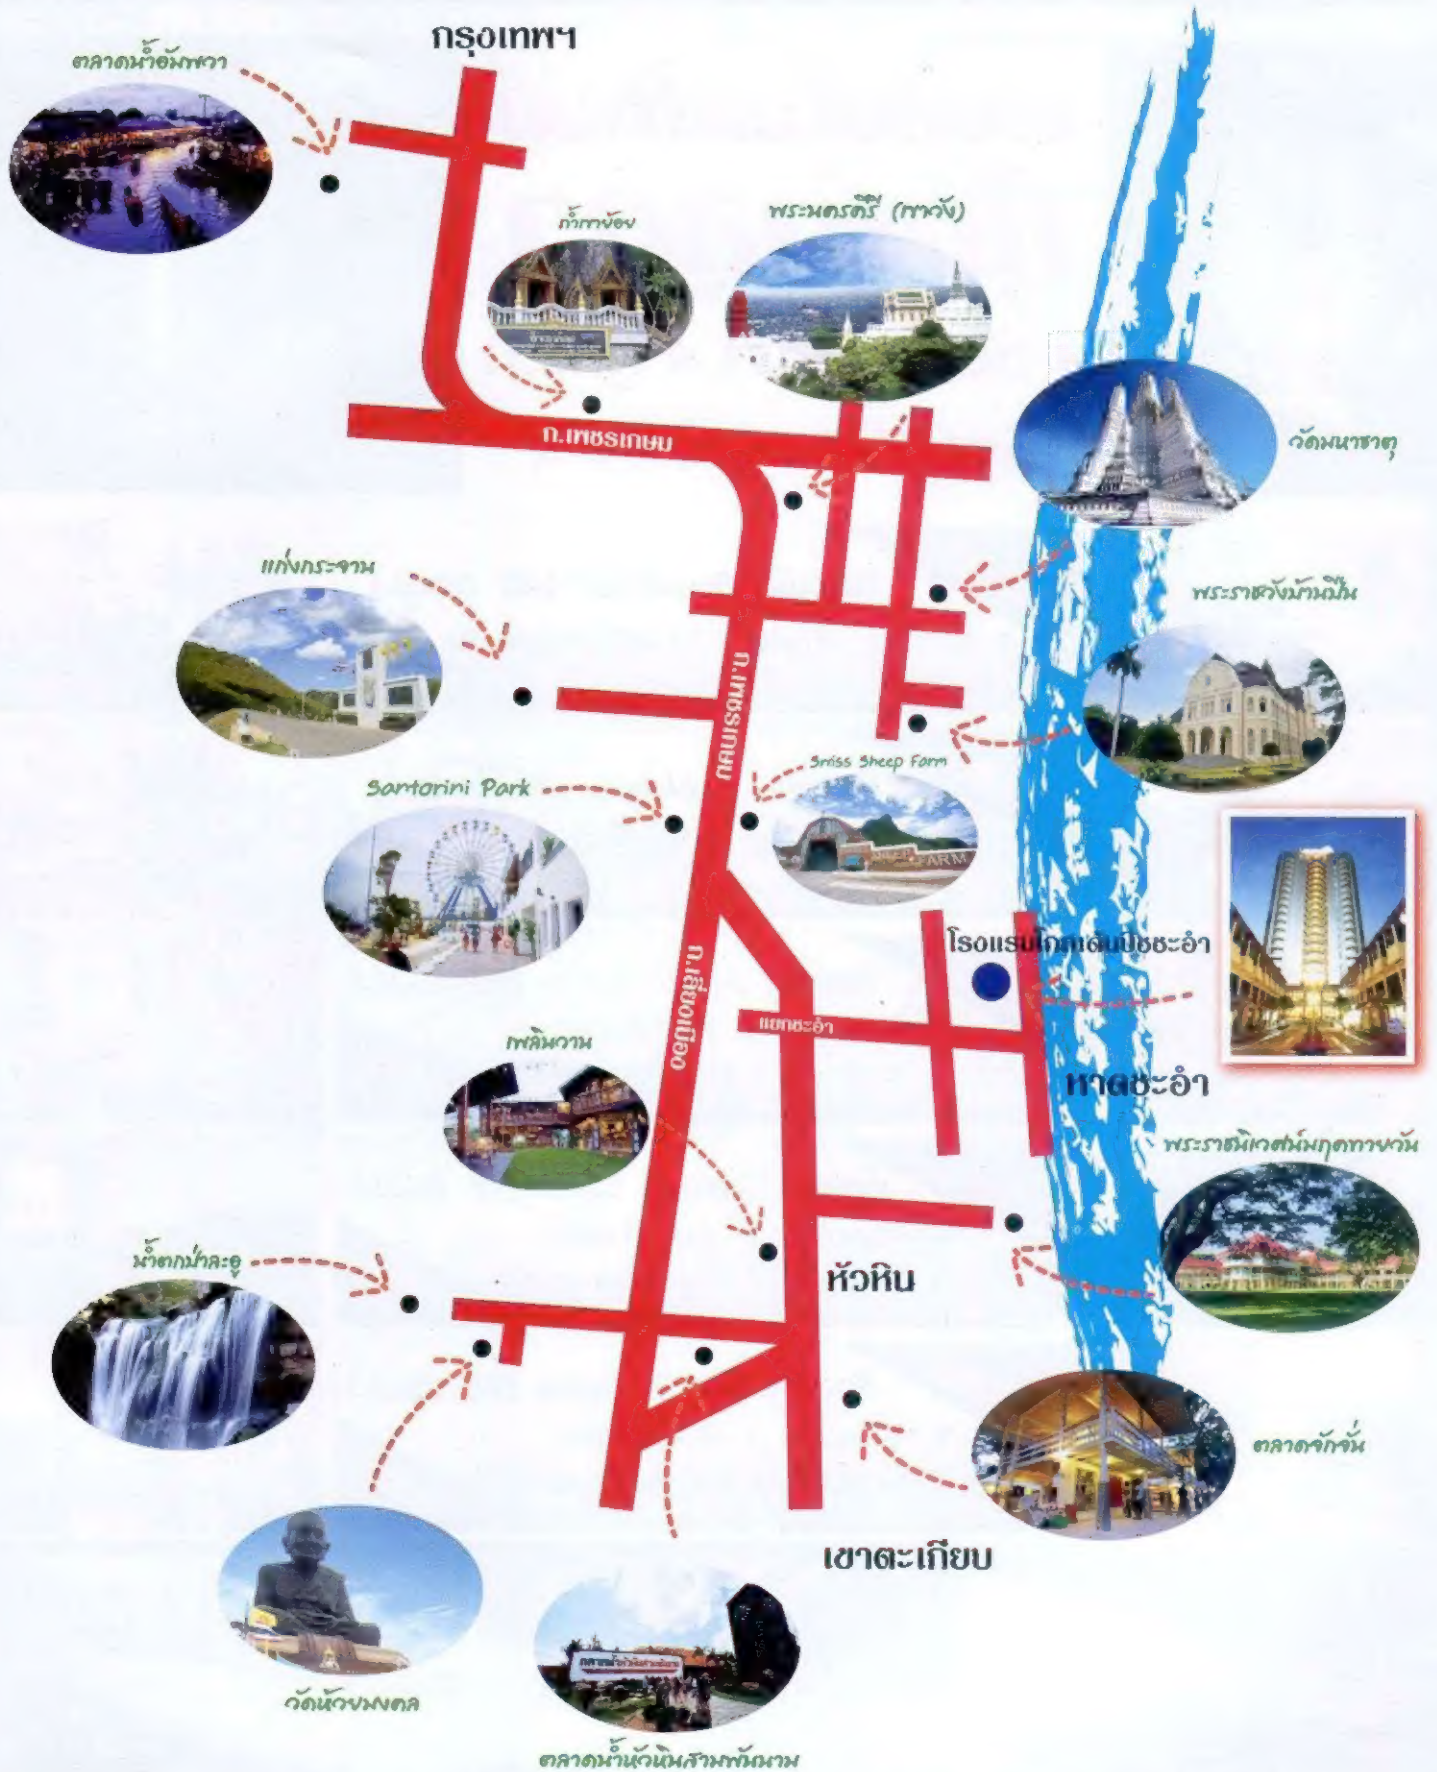 กรุงเทพฯ
ตลาดน้ำอัมพวา
ถ้ำเขาย้อย
พระนครคีรี (เขาวัง)
วัดมหาธาตุ
ถ.เพชรเกษม
แก่งกระจาน
พระราชวังบ้านปืน
ถ.เพชรเกษม
Swiss Sheep Farm
Santorini Park
FARM
โรงแรมโกลเด้นบีชชะอำ
ถ.เลี่ยงเมือง
แยกชะอำ
เพลินวาน
หาดชะอำ
พระราชนิเวศน์มฤคทายวัน
น้ำตกป่าละอู
หัวหิน
ตลาดจักจั่น
เขาตะเกียบ
วัดห้วยมงคล
ตลาดน้ำหัวหินสามพันนาม